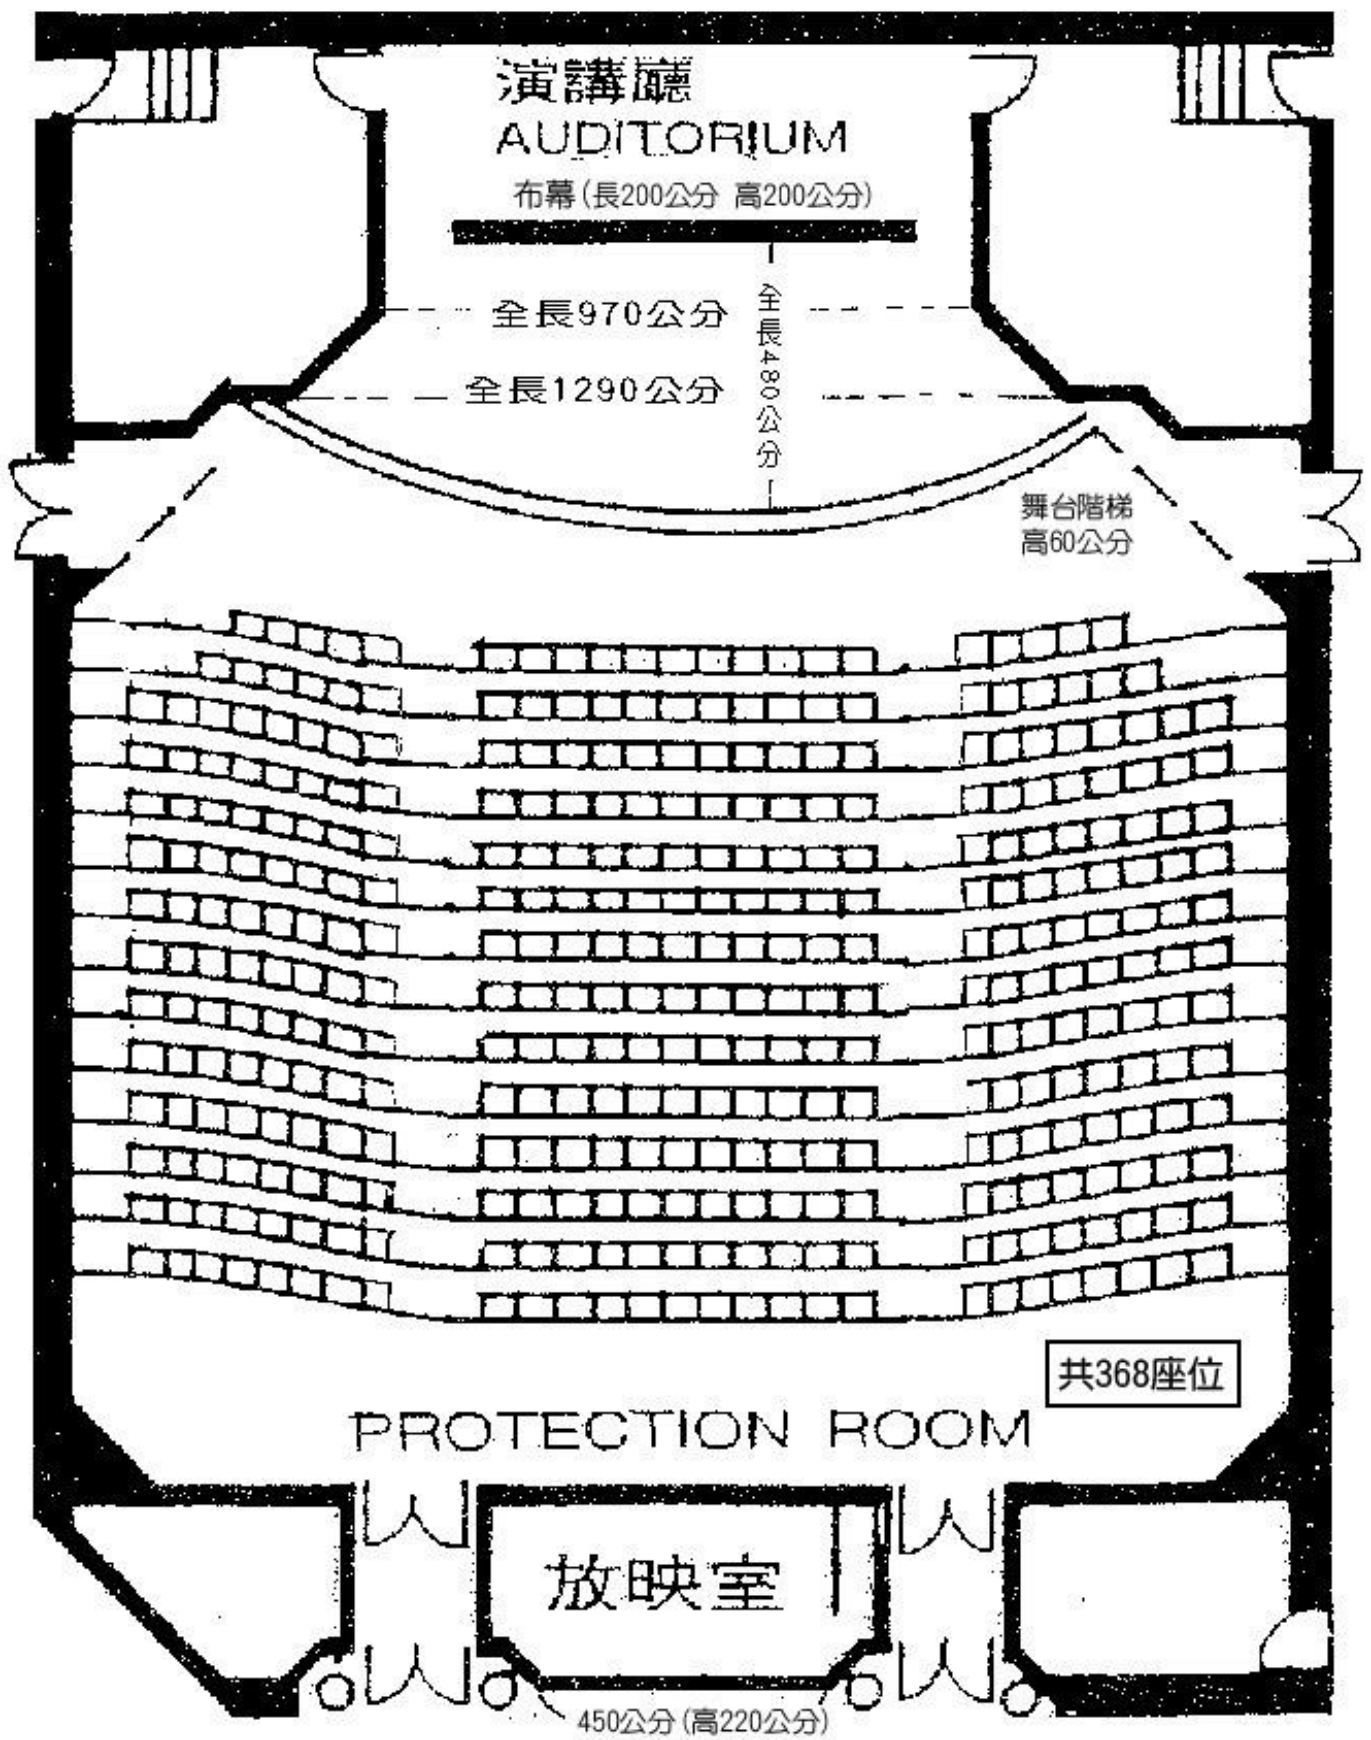 演講廳
AUDITORIUM
布幕(長200公分 高200公分)
全長970公分
全長480公分
全長1290公分
舞台階梯
高60公分
共368座位
PROTECTION ROOM
放映室
450公分(高220公分)